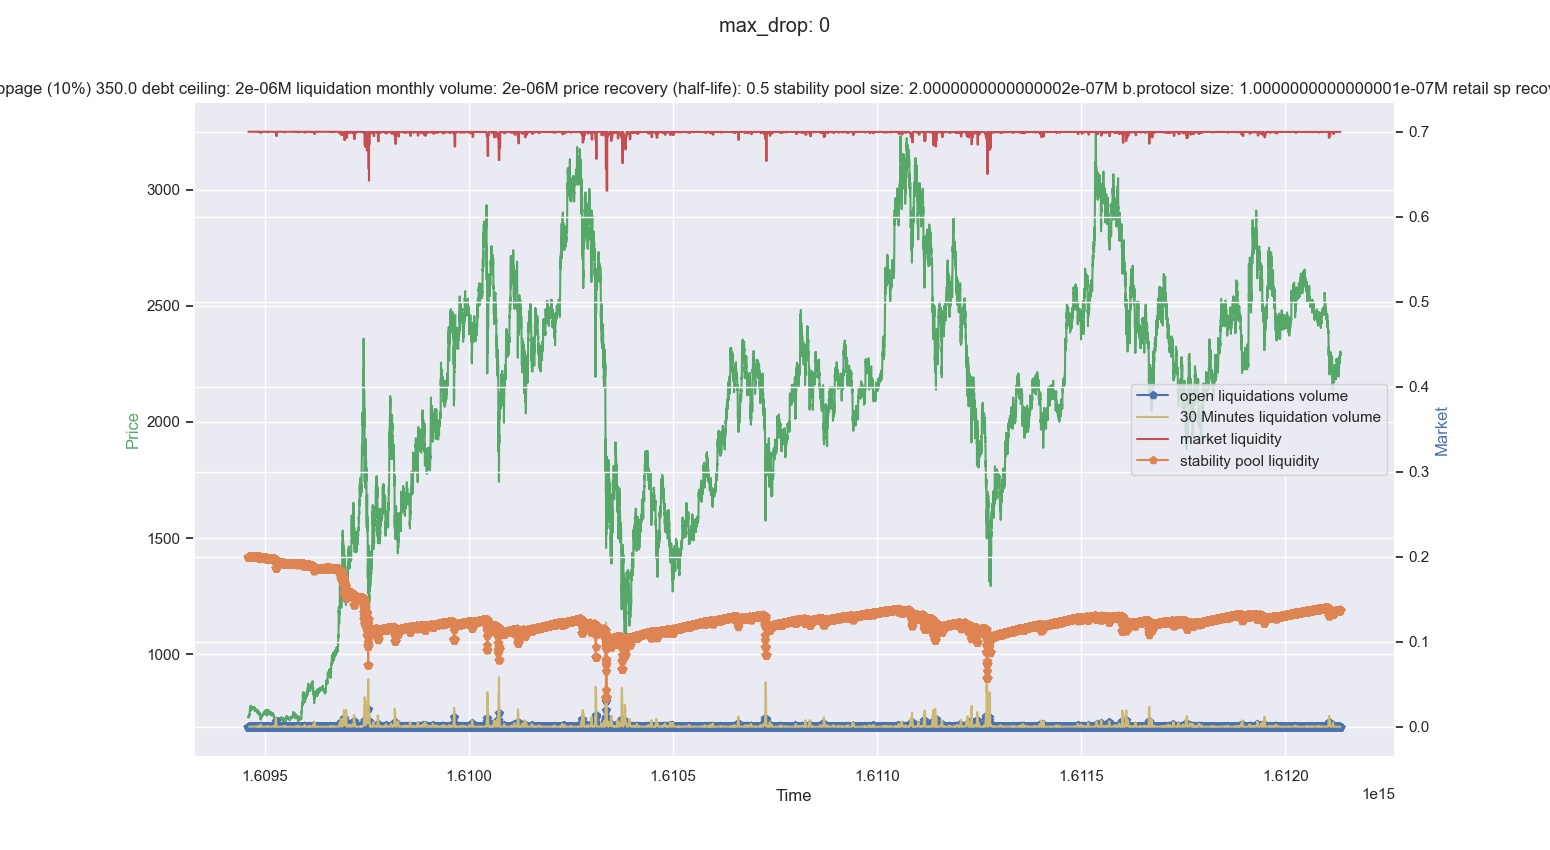 max_drop: 0
(10%) 350.0 debt ceiling: 2e-06M liquidation monthly volume: 2e-06M price recovery (half-life): 0.5 stability pool size: 2.0000000000000002e-07M b.protocol size: 1.0000000000000001e-07M retail sp
0.7
3000
0.6
2500
0.5
0.4
2000
0.3
1500
0.2
1000
0.1
0.0
Price
Market
open liquidations volume
30 Minutes liquidation volume
market liquidity
stability pool liquidity
1.6095 1.6100 1.6105 1.6110 1.6115 1.6120
Time
1e15